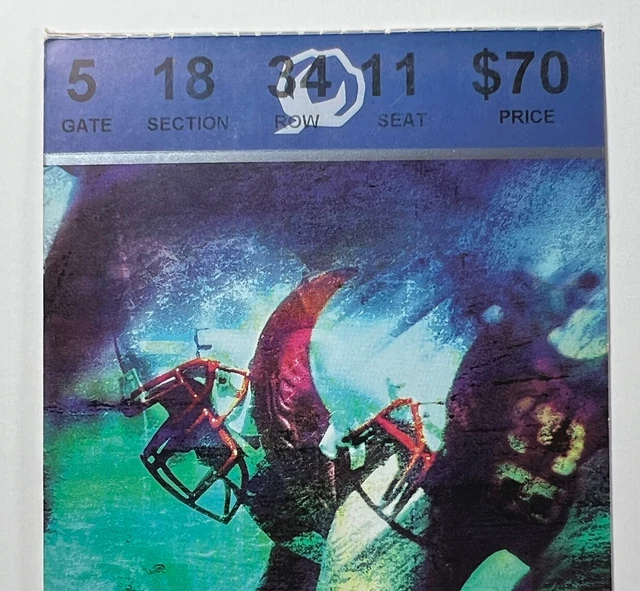 5 18 34 11 $70
GATE SECTION ROW SEAT PRICE